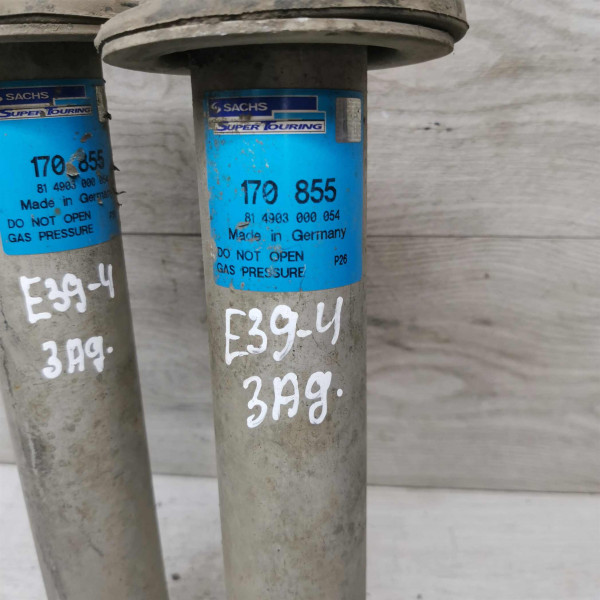 SACHS
SUPER TOURING
170 855
81 4903 000 054
Made in Germany
DO NOT OPEN
GAS PRESSURE
E39-4
ЗАд.
SACHS
SUPER TOURING
170 855
81 4903 000 054
Made in Germany
DO NOT OPEN
GAS PRESSURE P26
E39-4
ЗАд.